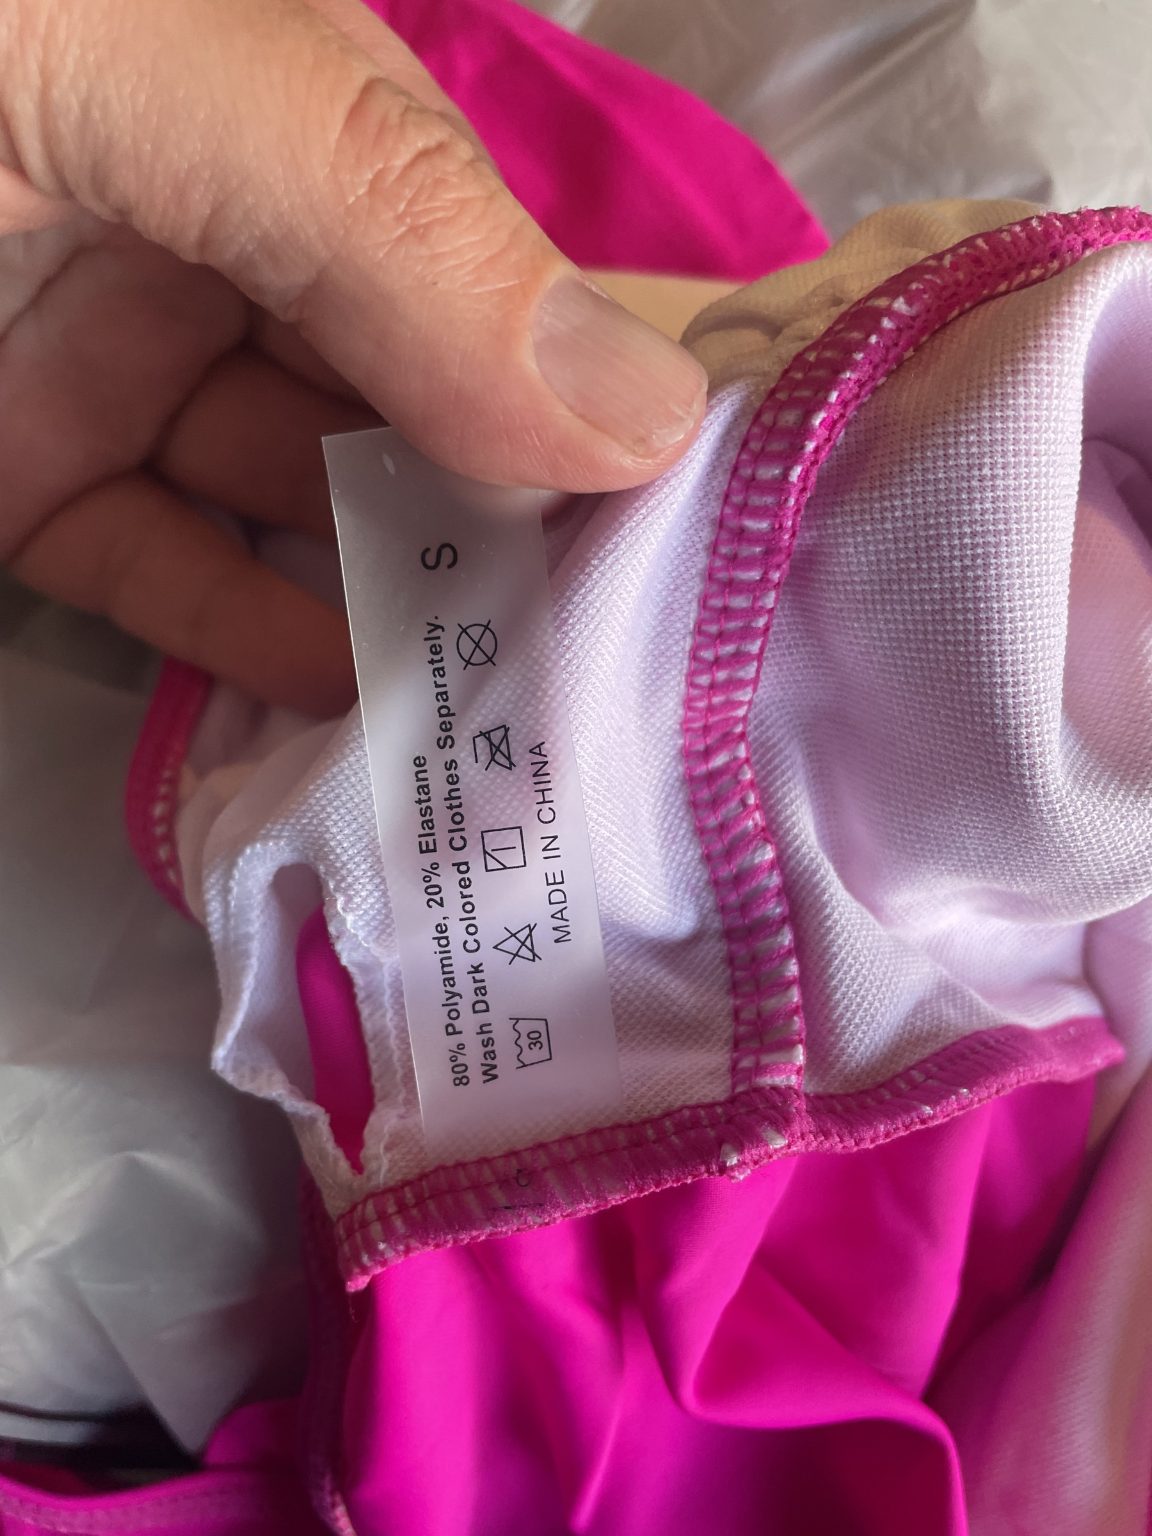 S
80% Polyamide, 20% Elastane
Wash Dark Colored Clothes Separately.
30
MADE IN CHINA